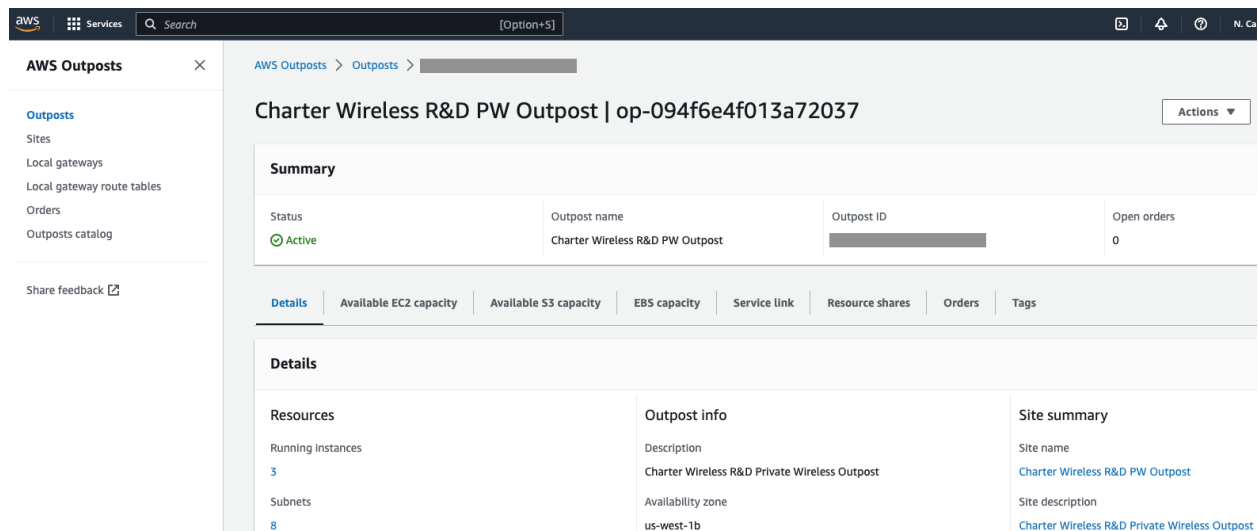 aws
Services
Search
[Option+S]
N. Ca
AWS Outposts
Outposts
Sites
Local gateways
Local gateway route tables
Orders
Outposts catalog
Share feedback
AWS Outposts > Outposts >
Charter Wireless R&D PW Outpost | op-094f6e4f013a72037
Actions
Summary
Status
Active
Outpost name
Charter Wireless R&D PW Outpost
Outpost ID
Open orders
0
Details
Available EC2 capacity
Available S3 capacity
EBS capacity
Service link
Resource shares
Orders
Tags
Details
Resources
Running instances
3
Subnets
8
Outpost info
Description
Charter Wireless R&D Private Wireless Outpost
Availability zone
us-west-1b
Site summary
Site name
Charter Wireless R&D PW Outpost
Site description
Charter Wireless R&D Private Wireless Outpost